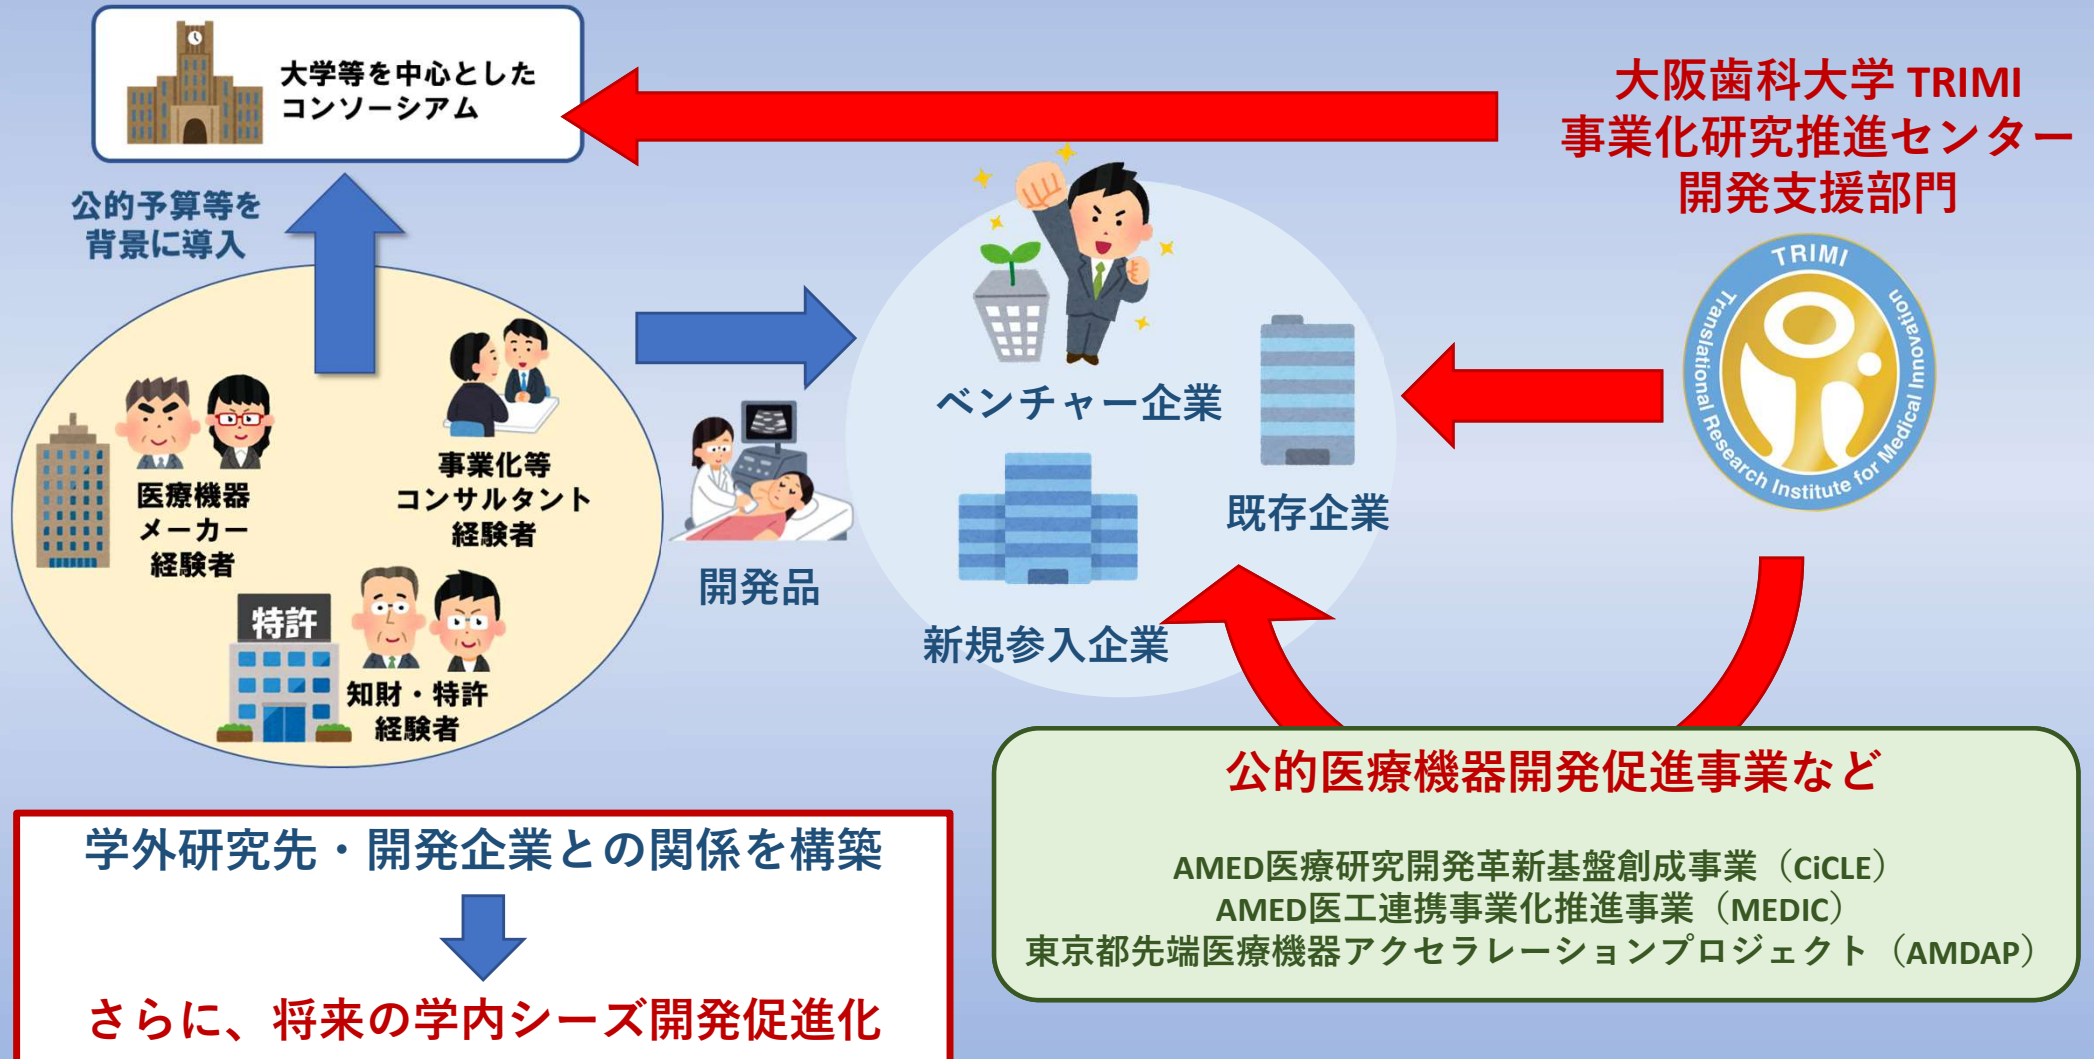 大学等を中心とした
コンソーシアム
大阪歯科大学 TRIMI
事業化研究推進センター
開発支援部門
公的予算等を
背景に導入
TRIMI
Translational Research Institute for Medical Innovation
医療機器
メーカー
経験者
事業化等
コンサルタント
経験者
特許
知財・特許
経験者
開発品
ベンチャー企業
既存企業
新規参入企業
公的医療機器開発促進事業など
AMED医療研究開発革新基盤創成事業（CiCLE）
AMED医工連携事業化推進事業（MEDIC）
東京都先端医療機器アクセラレーションプロジェクト（AMDAP）
学外研究先・開発企業との関係を構築
さらに、将来の学内シーズ開発促進化